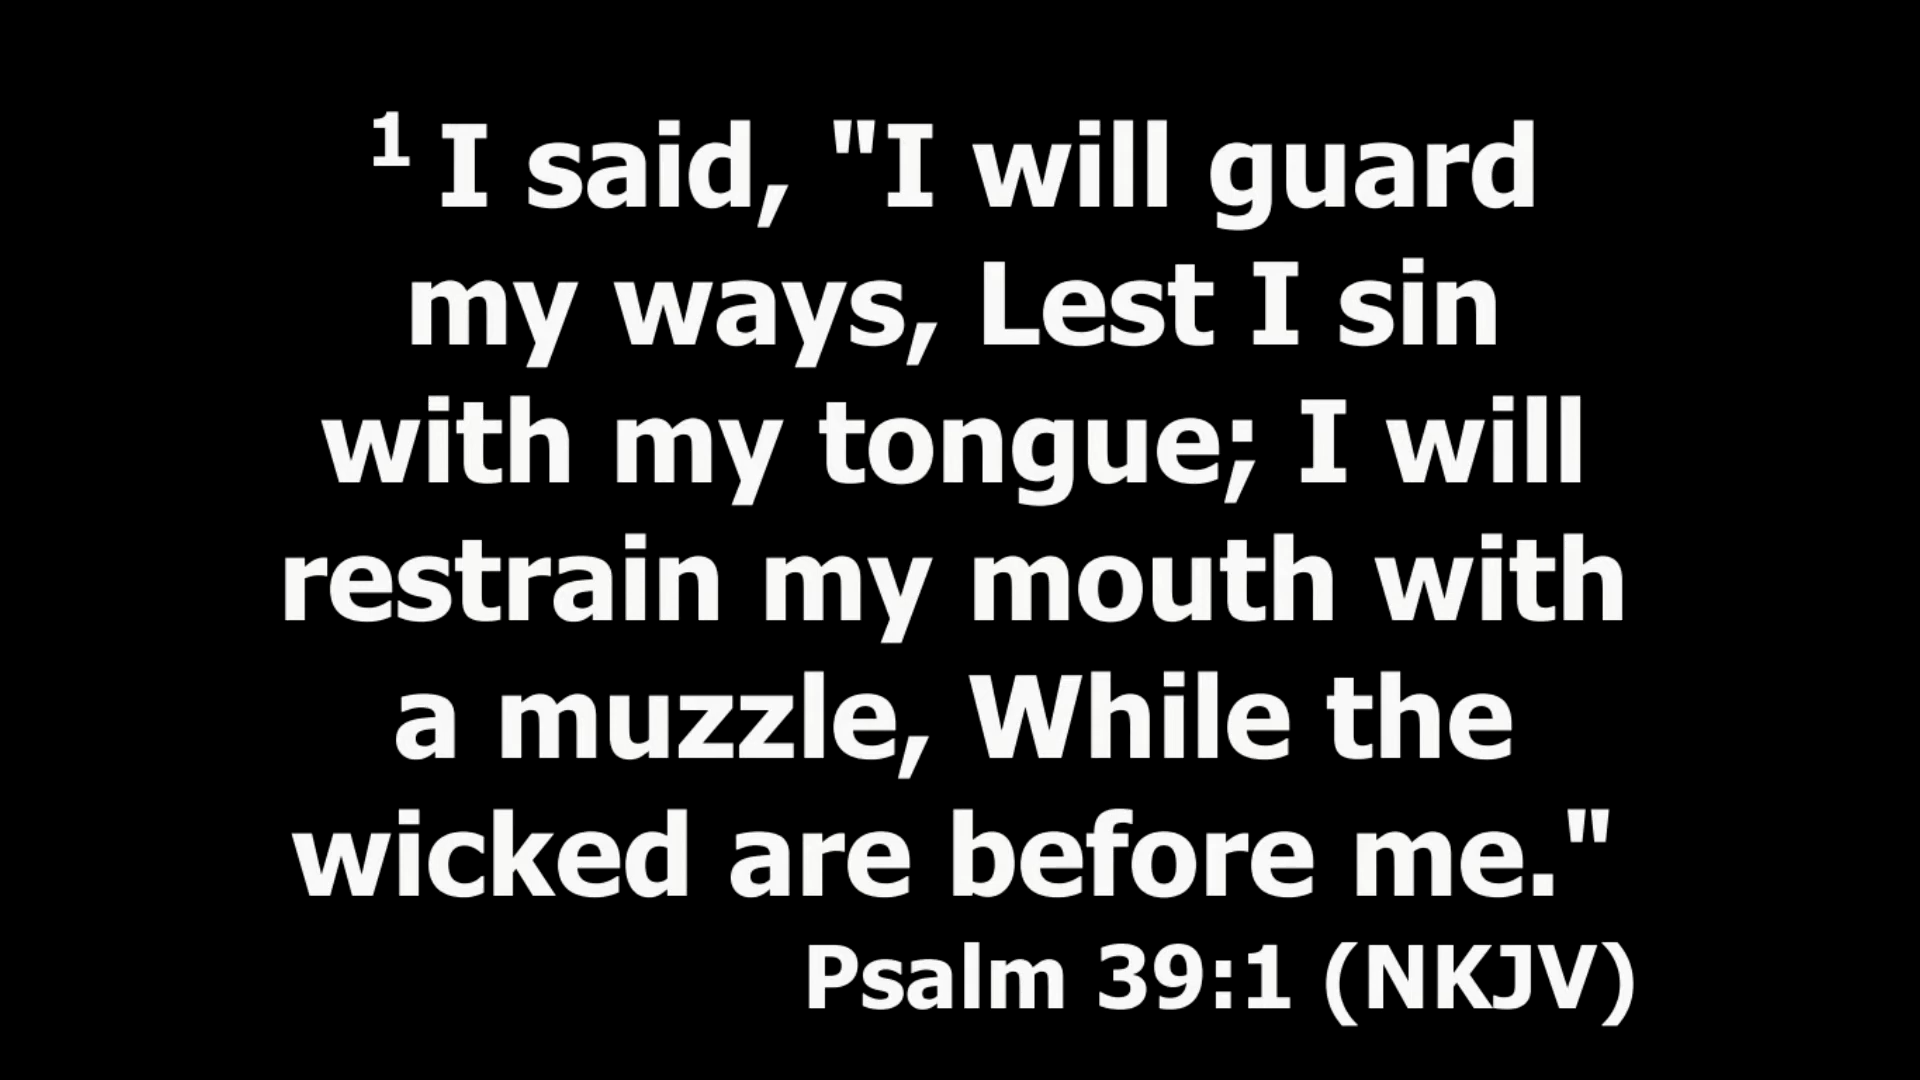 1 I said, "I will guard
my ways, Lest I sin
with my tongue; I will
restrain my mouth with
a muzzle, While the
wicked are before me."
Psalm 39:1 (NKJV)